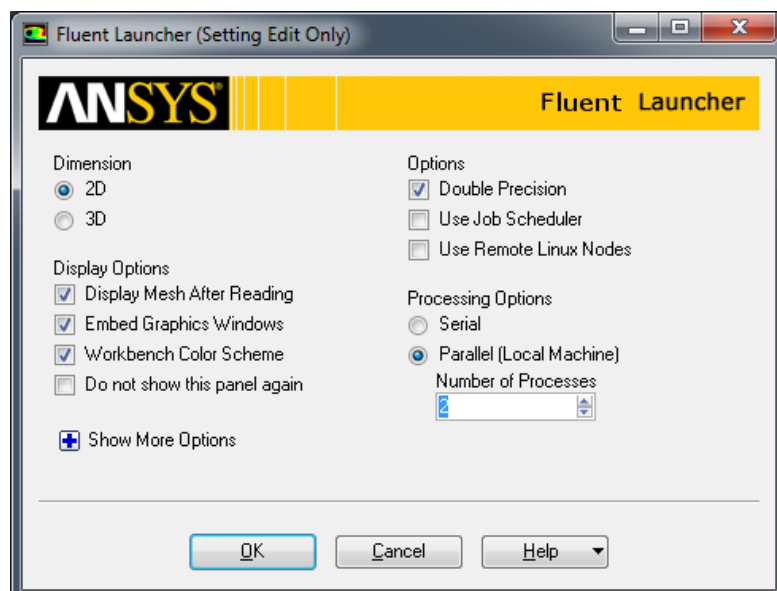 Fluent Launcher (Setting Edit Only)
ANSYS
Fluent Launcher
Dimension
2D
3D
Display Options
Display Mesh After Reading
Embed Graphics Windows
Workbench Color Scheme
Do not show this panel again
Show More Options
Options
Double Precision
Use Job Scheduler
Use Remote Linux Nodes
Processing Options
Serial
Parallel (Local Machine)
Number of Processes
2
OK
Cancel
Help